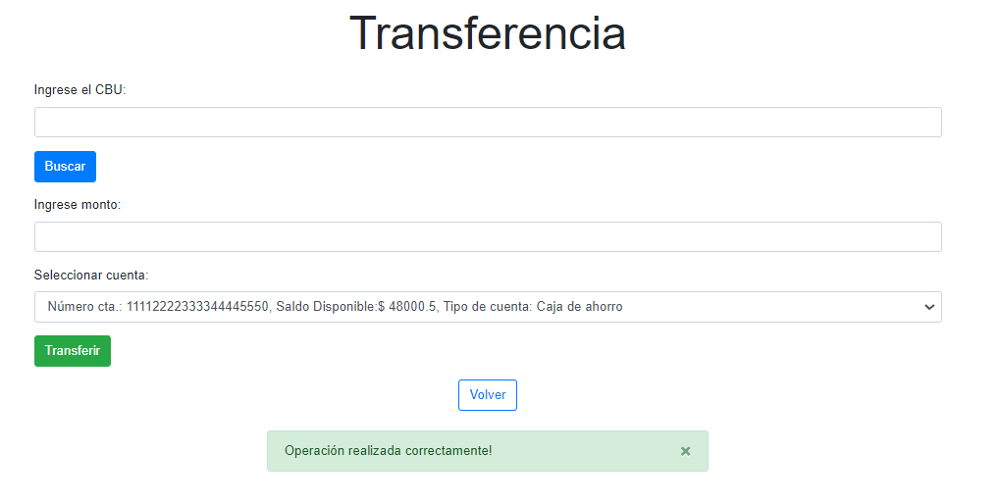 Transferencia
Ingrese el CBU:
Buscar
Ingrese monto:
Seleccionar cuenta:
Número cta.: 11112222333344445550, Saldo Disponible:$ 48000.5, Tipo de cuenta: Caja de ahorro
Transferir
Volver
Operación realizada correctamente!
×